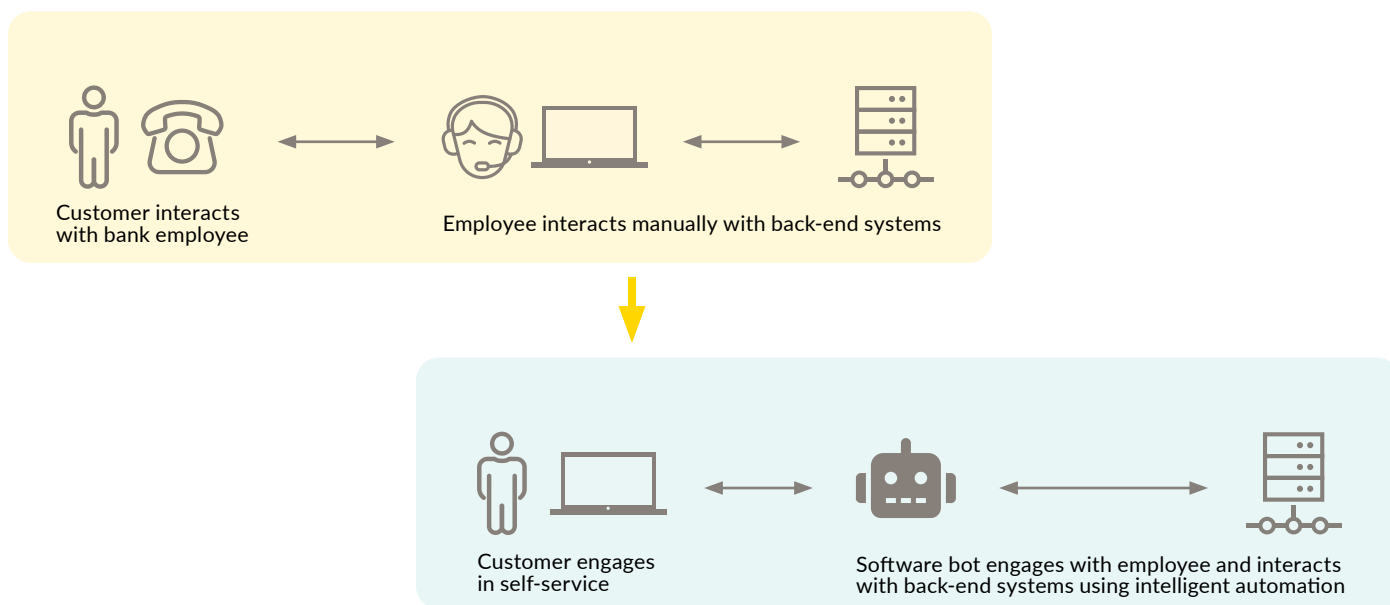 Customer interacts
with bank employee
Employee interacts manually with back-end systems
Customer engages
in self-service
Software bot engages with employee and interacts
with back-end systems using intelligent automation